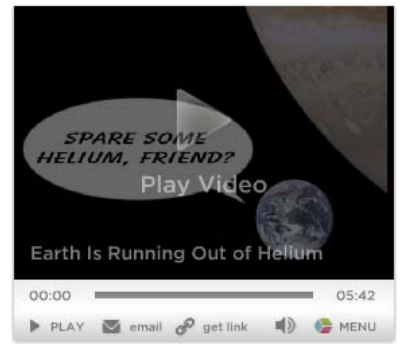 SPARE SOME
HELIUM, FRIEND?
Play Video
Earth Is Running Out of Helium
00:00 05:42
PLAY email get link MENU